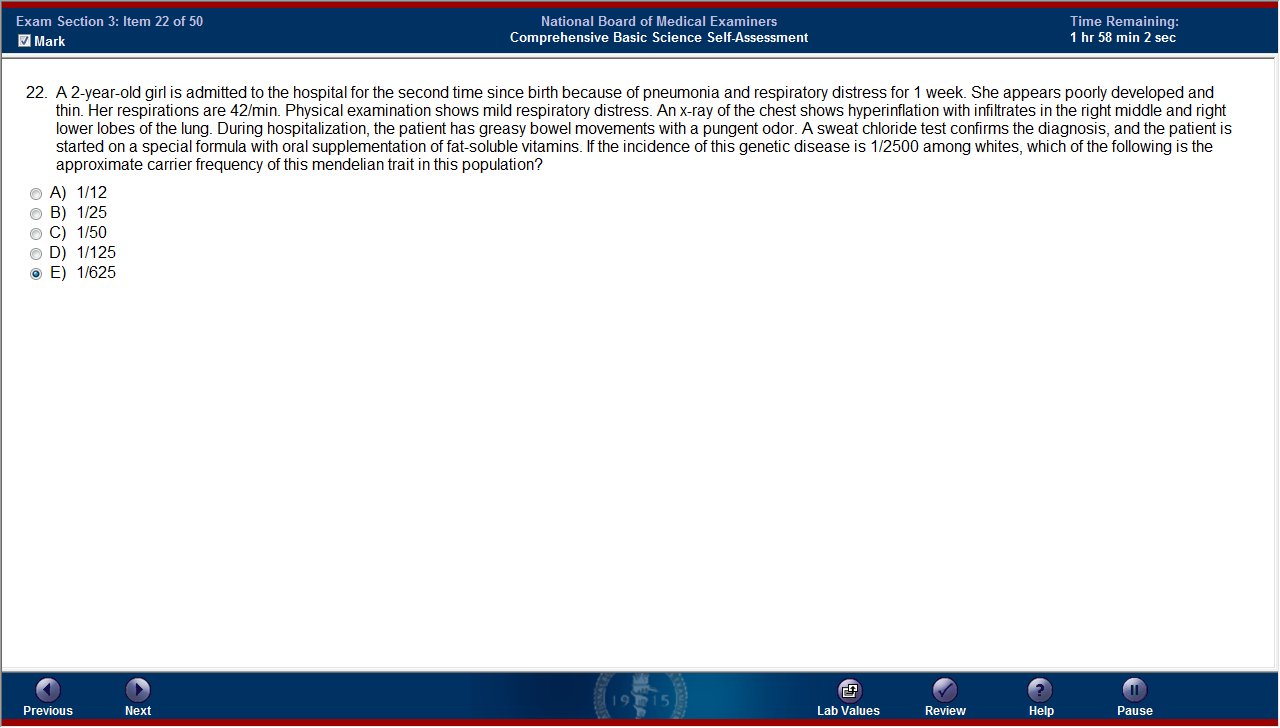 Exam Section 3: Item 22 of 50
National Board of Medical Examiners
Time Remaining:
Mark
Comprehensive Basic Science Self-Assessment
1 hr 58 min 2 sec
22. A 2-year-old girl is admitted to the hospital for the second time since birth because of pneumonia and respiratory distress for 1 week. She appears poorly developed and
thin. Her respirations are 42/min. Physical examination shows mild respiratory distress. An x-ray of the chest shows hyperinflation with infiltrates in the right middle and right
lower lobes of the lung. During hospitalization, the patient has greasy bowel movements with a pungent odor. A sweat chloride test confirms the diagnosis, and the patient is
started on a special formula with oral supplementation of fat-soluble vitamins. If the incidence of this genetic disease is 1/2500 among whites, which of the following is the
approximate carrier frequency of this mendelian trait in this population?
A) 1/12
B) 1/25
C) 1/50
D) 1/125
E) 1/625
1915
Previous
Next
Lab Values
Review
Help
Pause